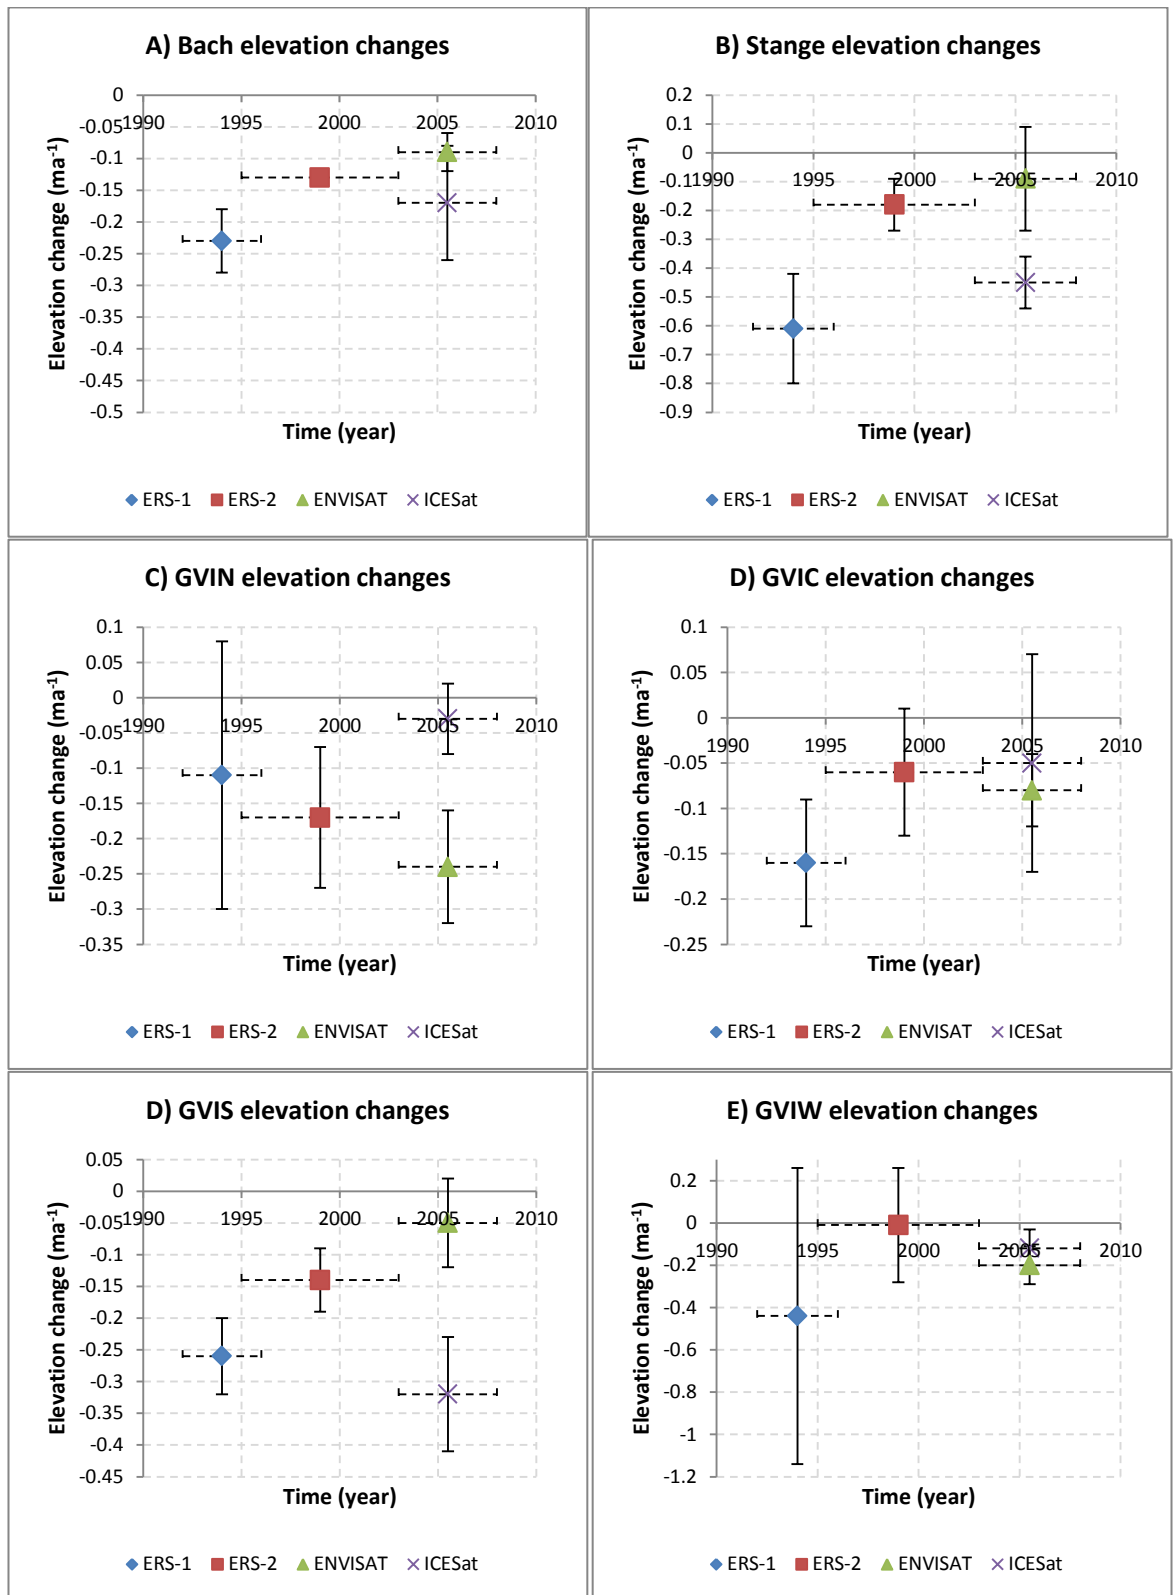 A) Bach elevation changes
0
-0.05
-0.1
-0.15
-0.2
-0.25
-0.3
-0.35
-0.4
-0.45
-0.5
1990 1995 2000 2005 2010
Elevation change (ma-1)
Time (year)
ERS-1 ERS-2 ENVISAT ICESat
B) Stange elevation changes
0.2
0.1
0
-0.1
-0.2
-0.3
-0.4
-0.5
-0.6
-0.7
-0.8
-0.9
1990 1995 2000 2005 2010
Elevation change (ma-1)
Time (year)
ERS-1 ERS-2 ENVISAT ICESat
C) GVIN elevation changes
0.1
0.05
0
-0.05
-0.1
-0.15
-0.2
-0.25
-0.3
-0.35
1990 1995 2000 2005 2010
Elevation change (ma-1)
Time (year)
ERS-1 ERS-2 ENVISAT ICESat
D) GVIC elevation changes
0.1
0.05
0
-0.05
-0.1
-0.15
-0.2
-0.25
1990 1995 2000 2005 2010
Elevation change (ma-1)
Time (year)
ERS-1 ERS-2 ENVISAT ICESat
D) GVIS elevation changes
0.05
0
-0.05
-0.1
-0.15
-0.2
-0.25
-0.3
-0.35
-0.4
-0.45
1990 1995 2000 2005 2010
Elevation change (ma-1)
Time (year)
ERS-1 ERS-2 ENVISAT ICESat
E) GVIW elevation changes
0.2
0
-0.2
-0.4
-0.6
-0.8
-1
-1.2
1990 1995 2000 2005 2010
Elevation change (ma-1)
Time (year)
ERS-1 ERS-2 ENVISAT ICESat